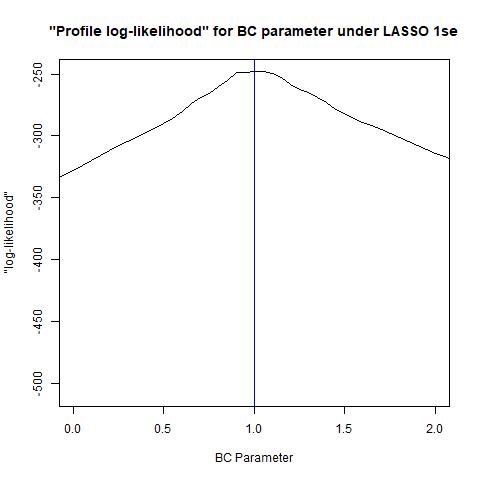 "Profile log-likelihood" for BC parameter under LASSO 1se
-250
-300
-350
-400
-450
-500
"log-likelihood"
0.0 0.5 1.0 1.5 2.0
BC Parameter